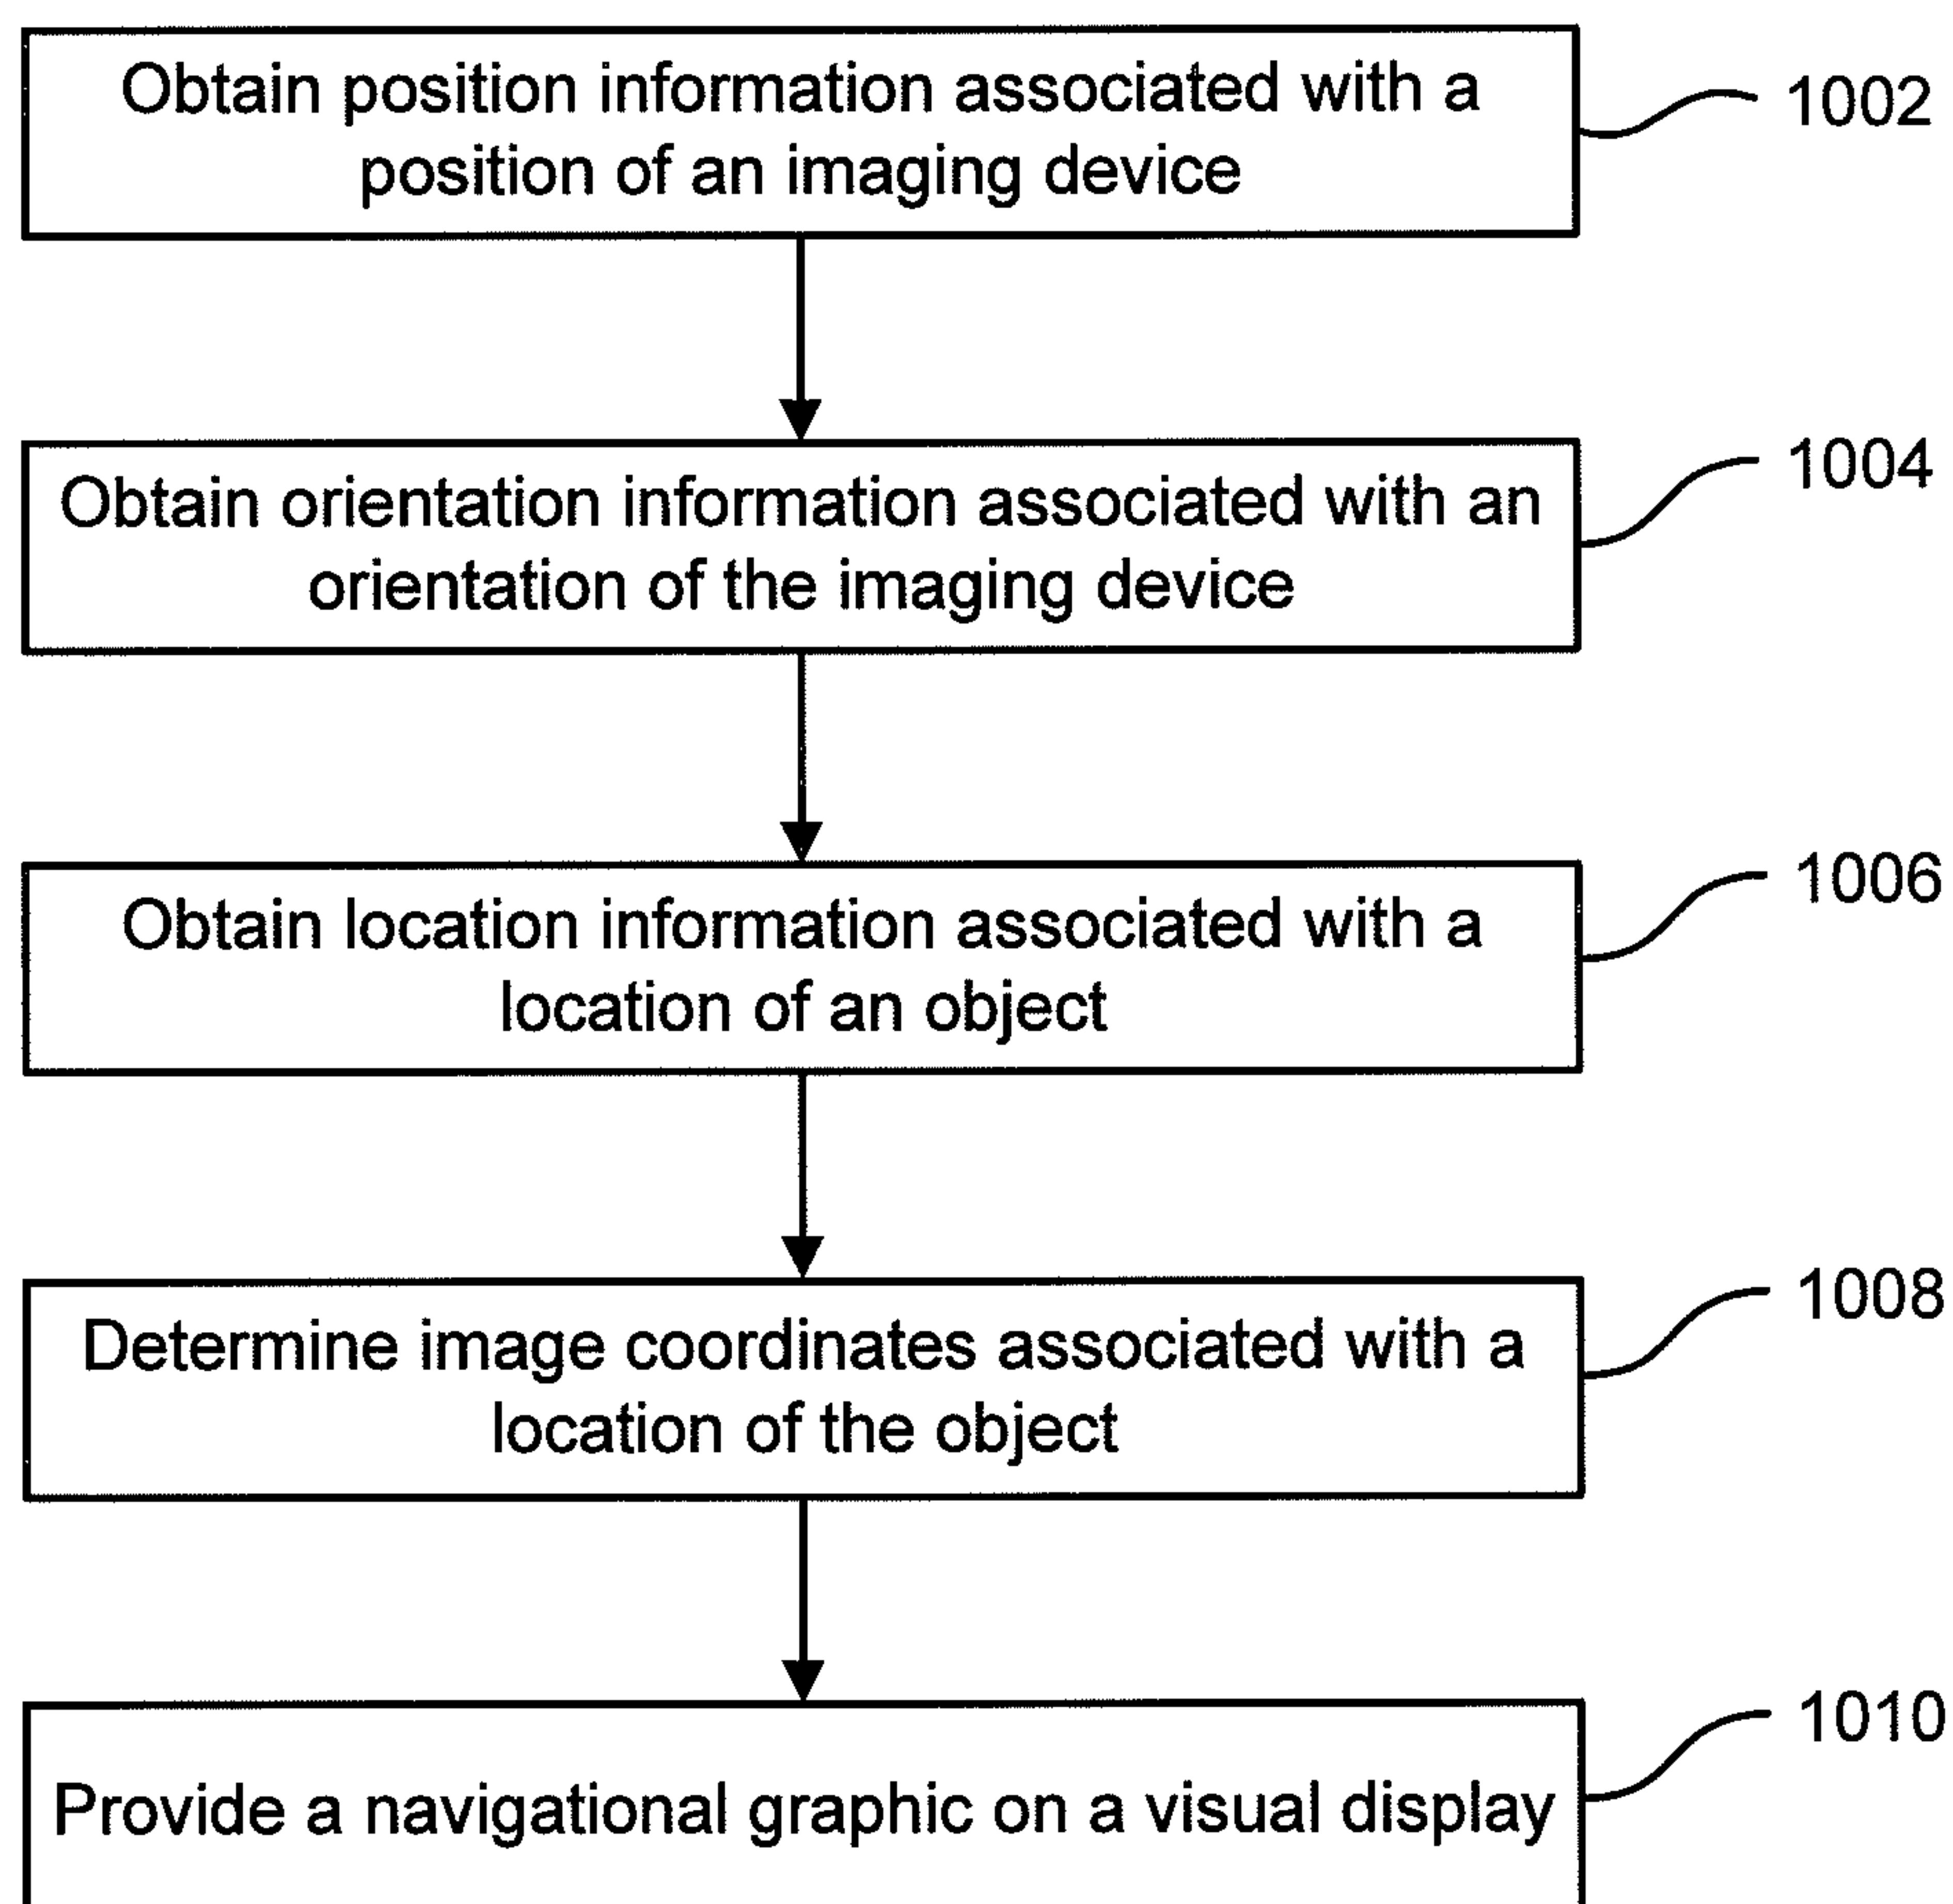 Obtain position information associated with a
position of an imaging device
1002
Obtain orientation information associated with an
orientation of the imaging device
1004
Obtain location information associated with a
location of an object
1006
Determine image coordinates associated with a
location of the object
1008
Provide a navigational graphic on a visual display
1010